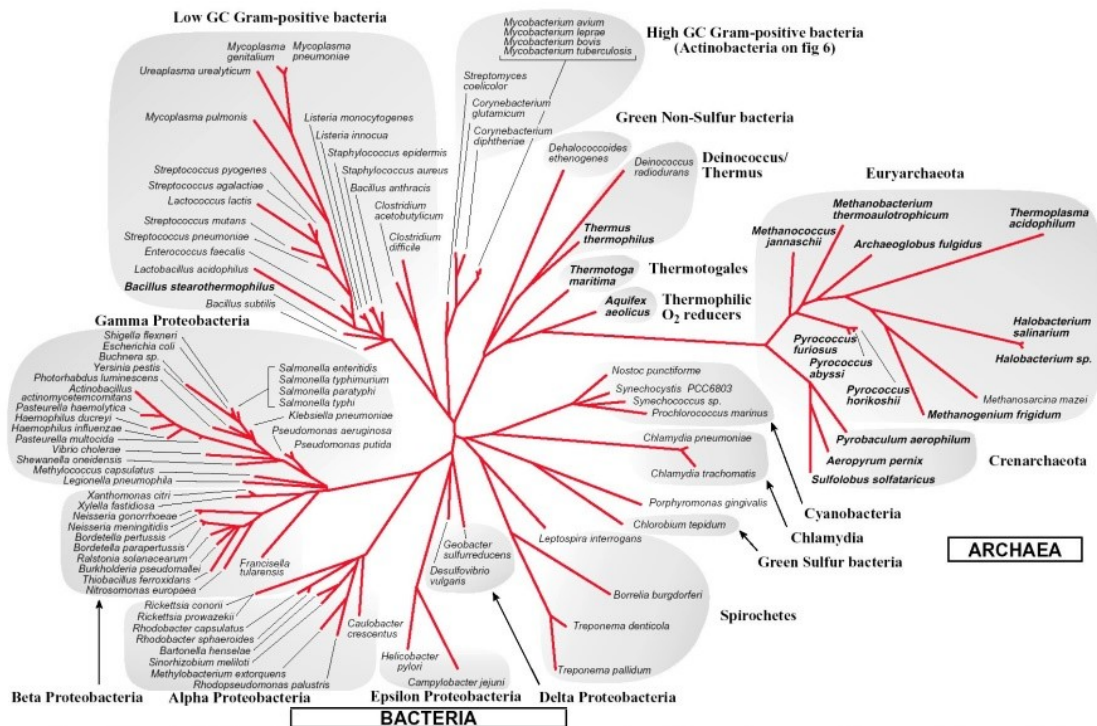 Low GC Gram-positive bacteria
Mycoplasma
genitalium
Mycoplasma
pneumoniae
Ureaplasma urealyticum
Mycoplasma pulmonis
Listeria monocytogenes
Listeria innocua
Staphylococcus epidermis
Staphylococcus aureus
Bacillus anthracis
Clostridium
acetobutylicum
Clostridium
difficile
Streptococcus pyogenes
Streptococcus agalactiae
Lactococcus lactis
Streptococcus mutans
Streptococcus pneumoniae
Enterococcus faecalis
Lactobacillus acidophilus
Bacillus stearothermophilus
Bacillus subtilis
Mycobacterium avium
Mycobacterium leprae
Mycobacterium bovis
Mycobacterium tuberculosis
High GC Gram-positive bacteria
(Actinobacteria on fig 6)
Streptomyces
coelicolor
Corynebacterium
glutamicum
Corynebacterium
diphtheriae
Green Non-Sulfur bacteria
Dehalococcoides
ethenogenes
Deinococcus
radiodurans
Deinococcus/
Thermus
Thermus
thermophilus
Thermotoga
maritima
Thermotogales
Aquifex
aeolicus
Thermophilic
O2 reducers
Euryarchaeota
Methanobacterium
thermoaulotrophicum
Thermoplasma
acidophilum
Methanococcus
jannaschii
Archaeoglobus fulgidus
Halobacterium
salinarium
Halobacterium sp.
Pyrococcus
furiosus
Pyrococcus
abyssi
Pyrococcus
horikoshii
Methanosarcina mazei
Methanogenium frigidum
Pyrobaculum aerophilum
Aeropyrum pernix
Sulfolobus solfataricus
Crenarchaeota
ARCHAEA
Gamma Proteobacteria
Shigella flexneri
Escherichia coli
Buchnera sp.
Yersinia pestis
Photorhabdus luminescens
Actinobacillus
actinomycetemcomitans
Pasteurella haemolytica
Haemophilus ducreyi
Haemophilus influenzae
Pasteurella multocida
Vibrio cholerae
Shewanella oneidensis
Methylococcus capsulatus
Legionella pneumophila
Salmonella enteritidis
Salmonella typhimurium
Salmonella paratyphi
Salmonella typhi
Klebsiella pneumoniae
Pseudomonas aeruginosa
Pseudomonas putida
Xanthomonas citri
Xylella fastidiosa
Neisseria gonorrhoeae
Neisseria meningitidis
Bordetella pertussis
Bordetella parapertussis
Ralstonia solanacearum
Burkholderia pseudomallei
Thiobacillus ferroxidans
Nitrosomonas europaea
Francisella
tularensis
Nostoc punctiforme
Synechocystis PCC6803
Synechococcus sp.
Prochlorococcus marinus
Chlamydia pneumoniae
Chlamydia trachomatis
Porphyromonas gingivalis
Chlorobium tepidum
Cyanobacteria
Chlamydia
Green Sulfur bacteria
Leptospira interrogans
Borrelia burgdorferi
Treponema denticola
Treponema pallidum
Spirochetes
Geobacter
sulfurreducens
Desulfovibrio
vulgaris
Rickettsia conorii
Rickettsia prowazekii
Rhodobacter capsulatus
Rhodobacter sphaeroides
Bartonella henselae
Sinorhizobium meliloti
Methylobacterium extorquens
Rhodopseudomonas palustris
Caulobacter
crescentus
Helicobacter
pylori
Campylobacter jejuni
Beta Proteobacteria
Alpha Proteobacteria
Epsilon Proteobacteria
Delta Proteobacteria
BACTERIA